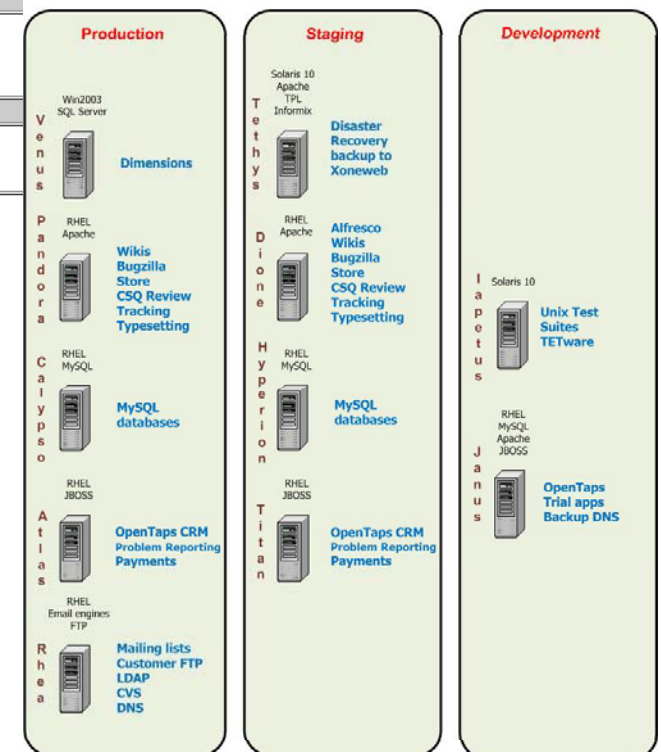 Production
Venus
Win2003
SQL Server
Dimensions
Pandora
RHEL
Apache
Wikis
Bugzilla
Store
CSQ Review
Tracking
Typesetting
Calypso
RHEL
MySQL
MySQL
databases
Atlas
RHEL
JBOSS
OpenTaps CRM
Problem Reporting
Payments
Rhea
RHEL
Email engines
FTP
Mailing lists
Customer FTP
LDAP
CVS
DNS
Staging
Tethys
Solaris 10
Apache
TPL
Informix
Disaster
Recovery
backup to
Xoneweb
Dione
RHEL
Apache
Alfresco
Wikis
Bugzilla
Store
CSQ Review
Tracking
Typesetting
Hyperion
RHEL
MySQL
MySQL
databases
Titan
RHEL
JBOSS
OpenTaps CRM
Problem Reporting
Payments
Development
Iapetus
Solaris 10
Unix Test
Suites
TETware
Janus
RHEL
MySQL
Apache
JBOSS
OpenTaps
Trial apps
Backup DNS